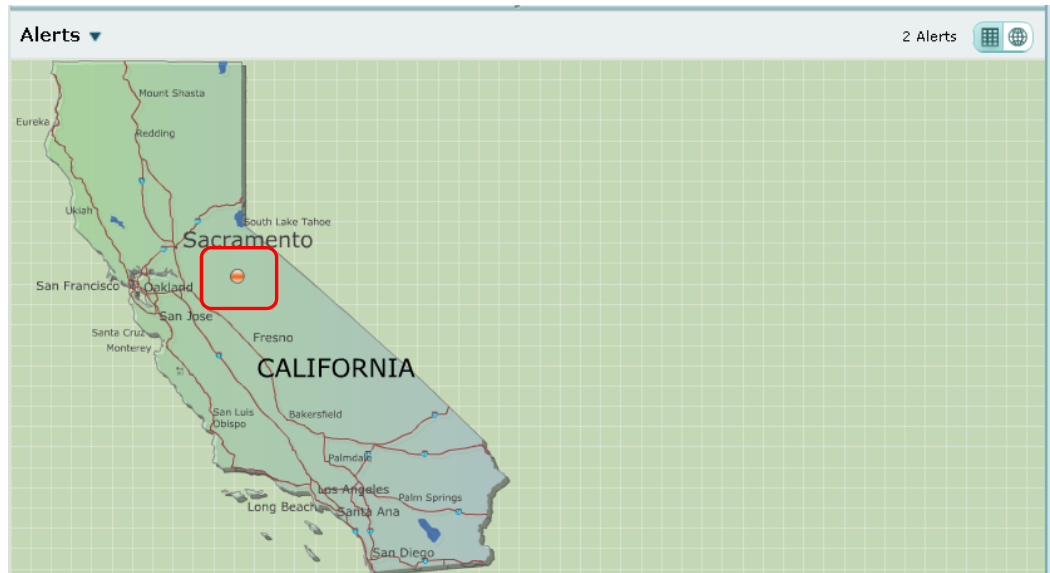 Alerts
2 Alerts
Mount Shasta
Eureka
Redding
Ukiah
South Lake Tahoe
Sacramento
San Francisco
Oakland
San Jose
Santa Cruz
Monterey
Fresno
CALIFORNIA
San Luis
Obispo
Bakersfield
Palmdale
Los Angeles
Palm Springs
Long Beach
Santa Ana
San Diego